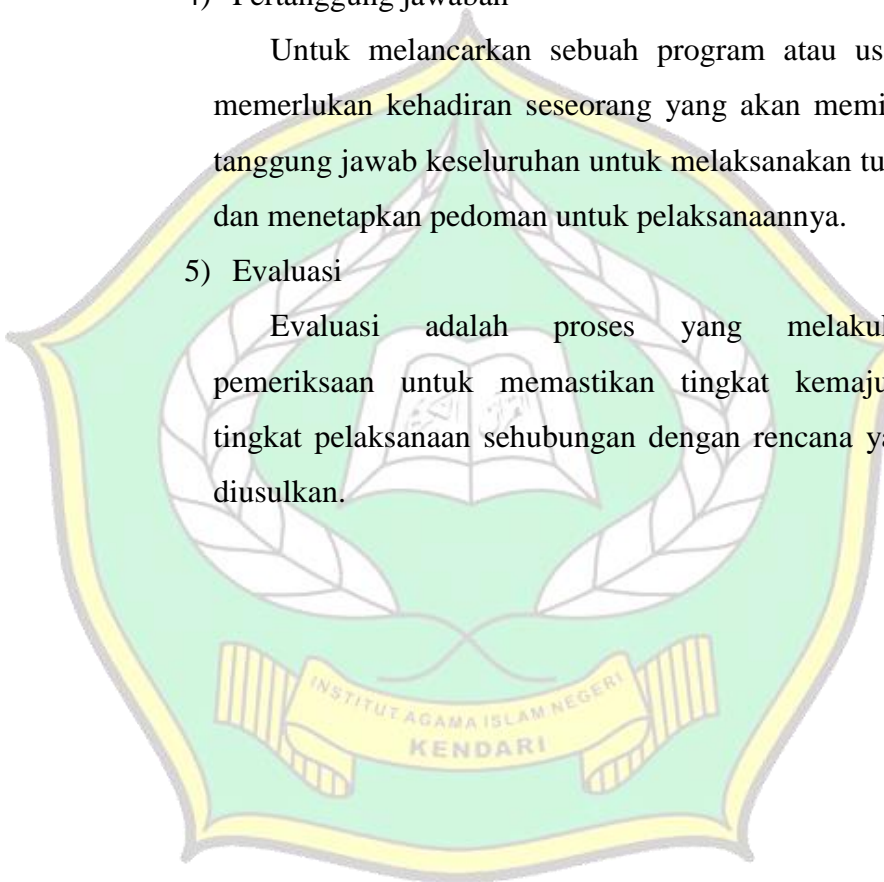 4) Pertanggung jawaban
Untuk melancarkan sebuah program atau us
memerlukan kehadiran seseorang yang akan memi
tanggung jawab keseluruhan untuk melaksanakan tu
dan menetapkan pedoman untuk pelaksanaannya.
5) Evaluasi
Evaluasi adalah proses yang melakuk
pemeriksaan untuk memastikan tingkat kemaju
tingkat pelaksanaan sehubungan dengan rencana ya
diusulkan.
INSTITUT AGAMA ISLAM NEGERI
KENDARI